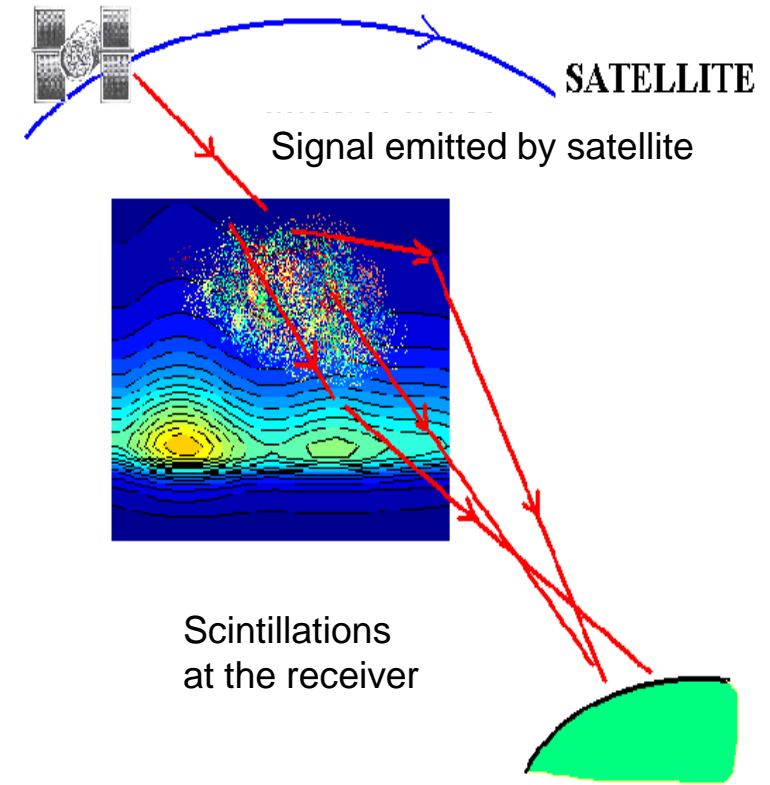 SATELLITE
Signal emitted by satellite
Scintillations
at the receiver